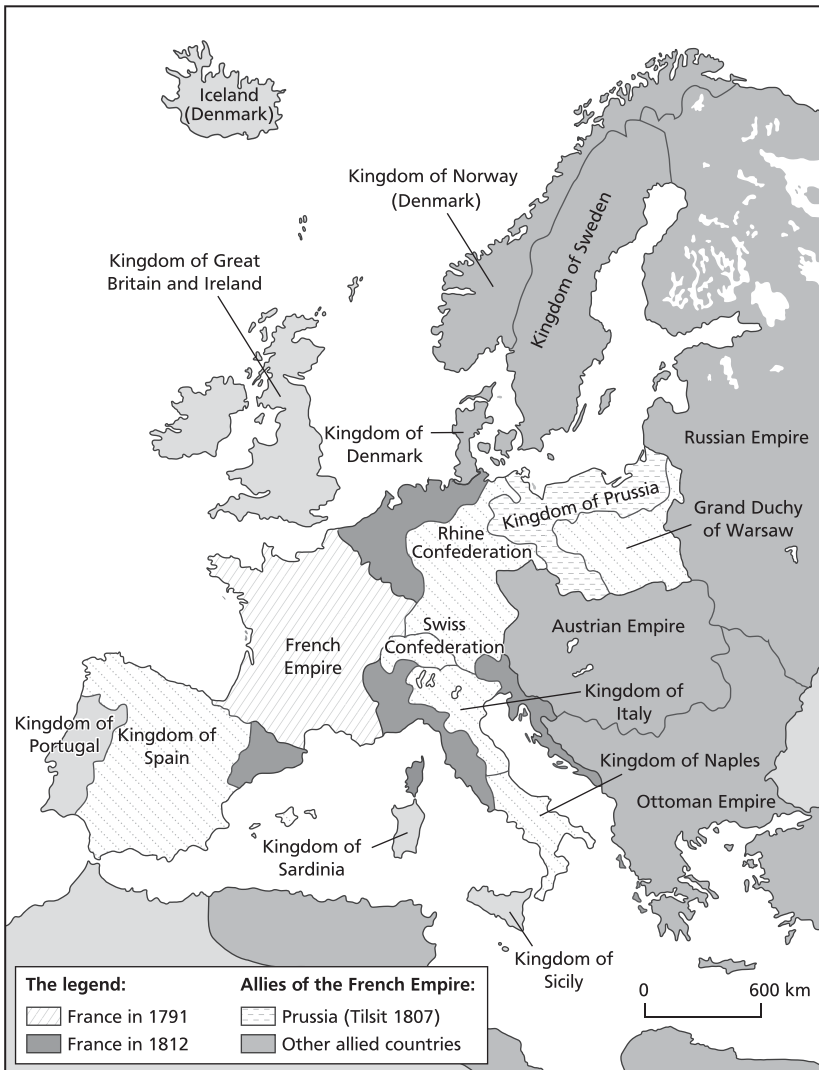 Iceland
(Denmark)
Kingdom of Norway
(Denmark)
Kingdom of Sweden
Kingdom of Great
Britain and Ireland
Kingdom of
Denmark
Russian Empire
Kingdom of Prussia
Grand Duchy
of Warsaw
Rhine
Confederation
Austrian Empire
Swiss
Confederation
French
Empire
Kingdom of
Italy
Kingdom of
Portugal
Kingdom of
Spain
Kingdom of Naples
Ottoman Empire
Kingdom of
Sardinia
Kingdom of
Sicily
0 600 km
The legend:
France in 1791
France in 1812
Allies of the French Empire:
Prussia (Tilsit 1807)
Other allied countries